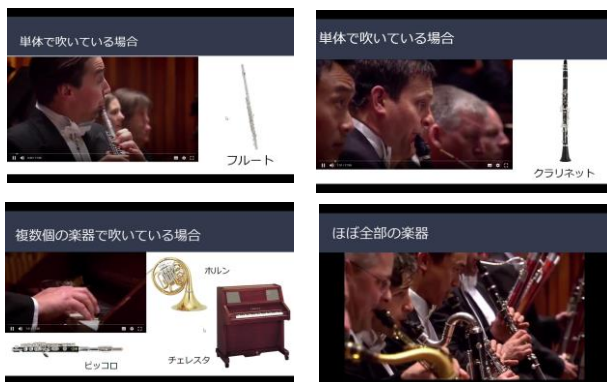 単体で吹いている場合
フルート
単体で吹いている場合
クラリネット
複数個の楽器で吹いている場合
ホルン
ピッコロ
チェレスタ
ほぼ全部の楽器